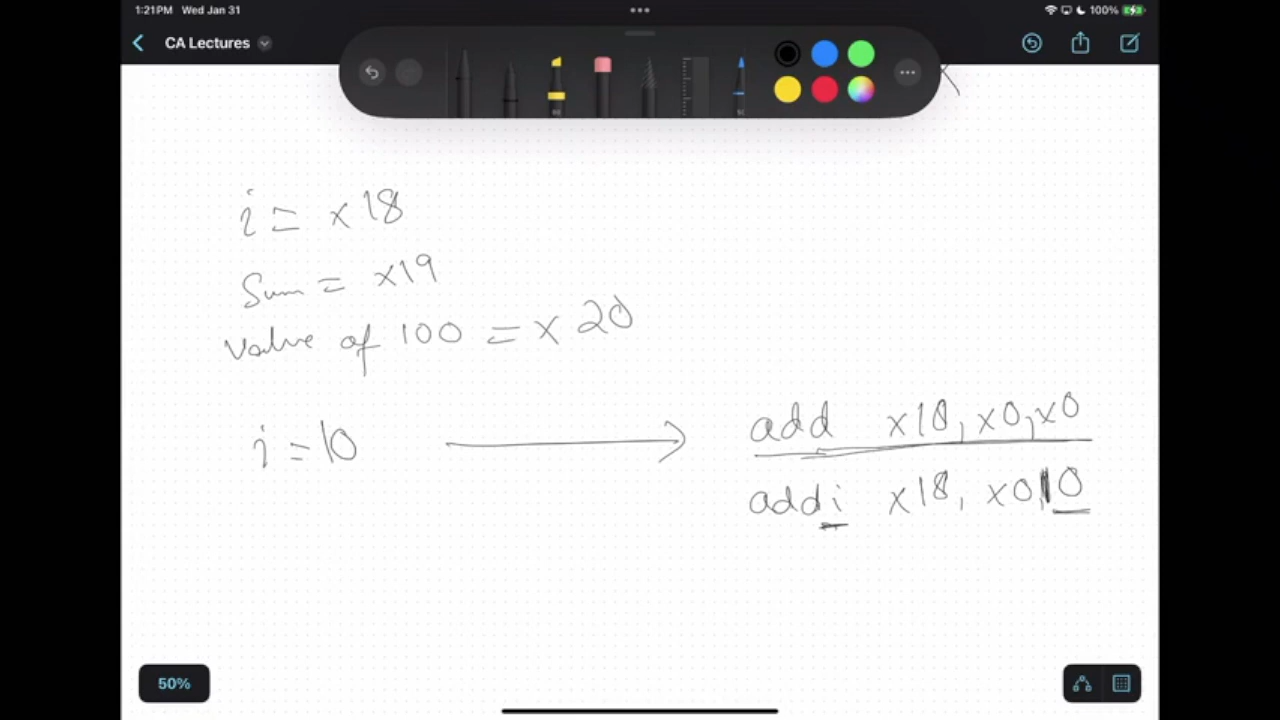 1:21PM Wed Jan 31
100%
CA Lectures
i = x18
Sum = x19
value of 100 = x20
i = 10
add x18, x0, x0
addi x18, x0, 10
50%